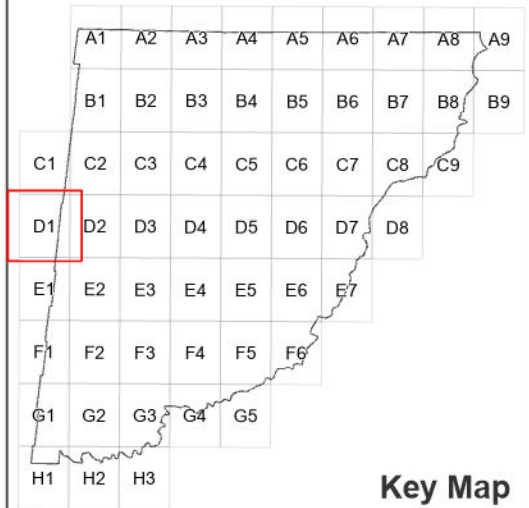 A1 A2 A3 A4 A5 A6 A7 A8 A9
B1 B2 B3 B4 B5 B6 B7 B8 B9
C1 C2 C3 C4 C5 C6 C7 C8 C9
D1 D2 D3 D4 D5 D6 D7 D8
E1 E2 E3 E4 E5 E6 E7
F1 F2 F3 F4 F5 F6
G1 G2 G3 G4 G5
H1 H2 H3
Key Map